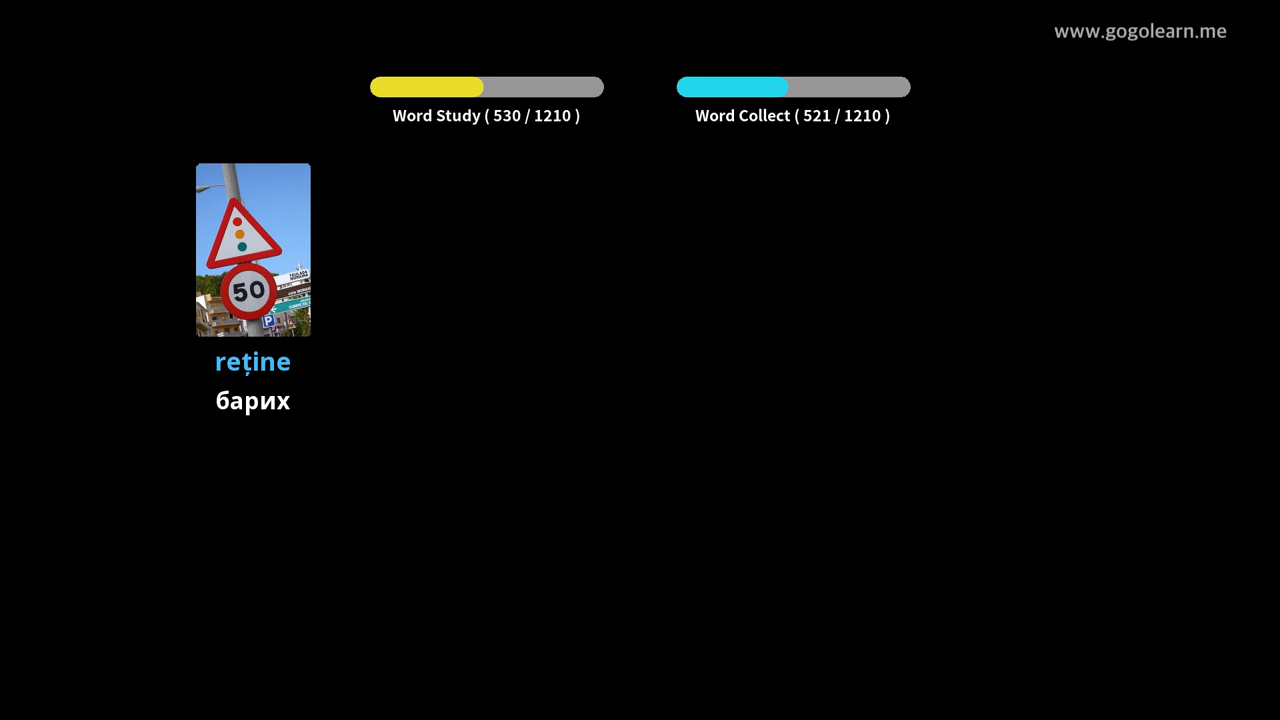 www.gogolearn.me
Word Study ( 530 / 1210 )
Word Collect ( 521 / 1210 )
50
P
reține
барих